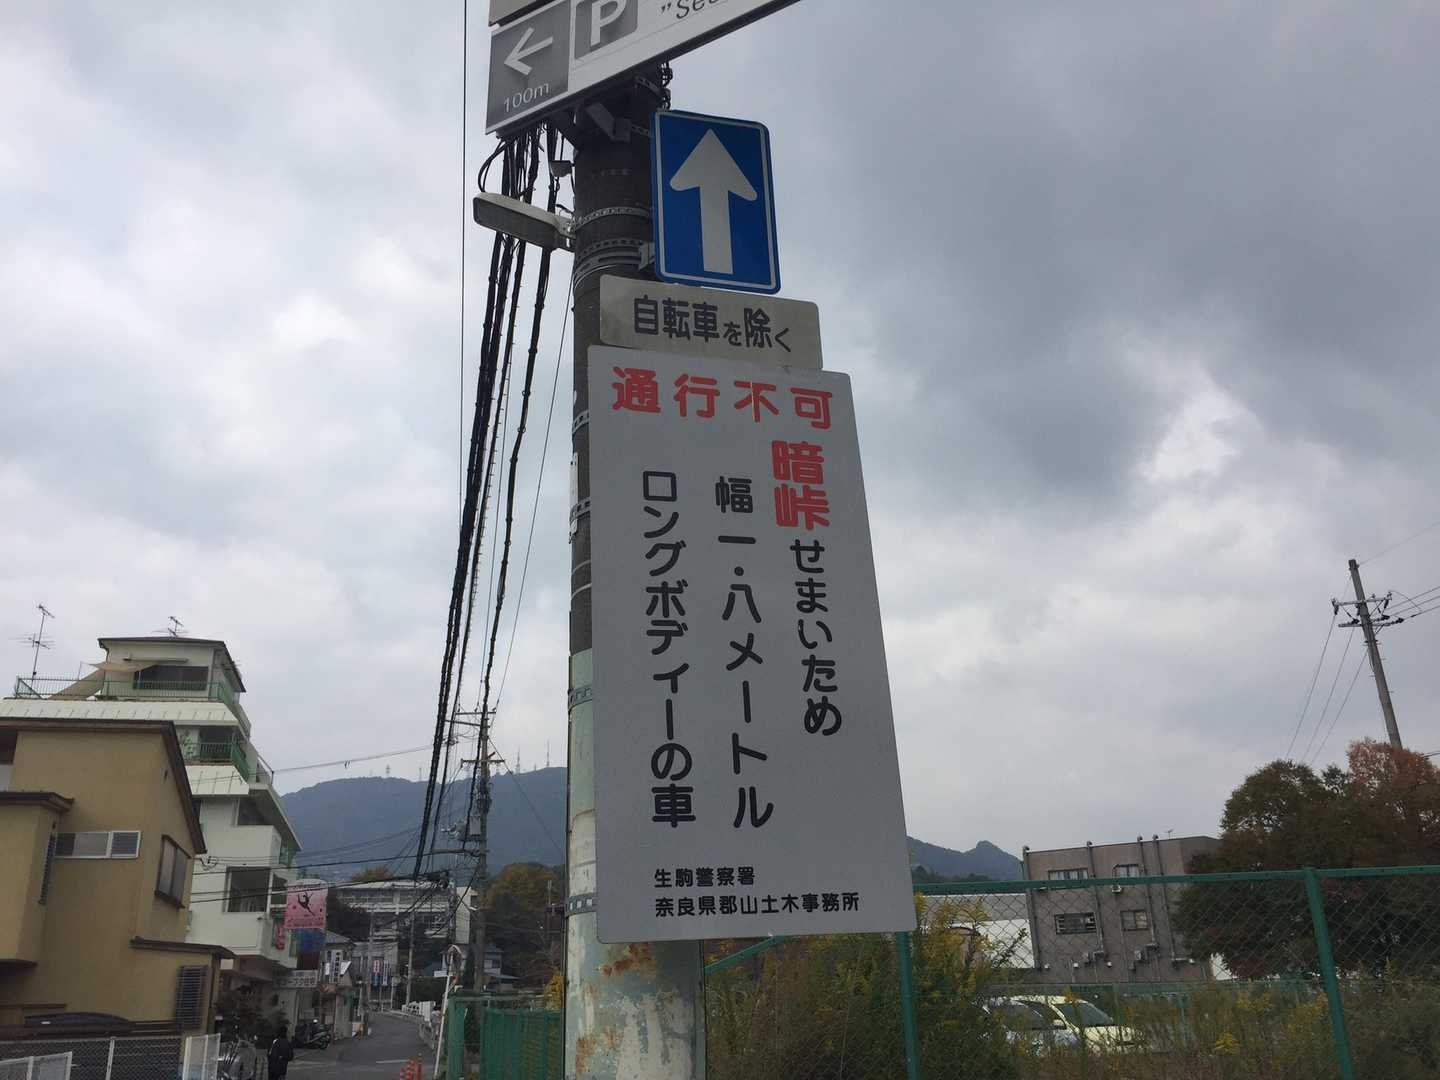 P
"Sec
100m
自転車を除く
通行不可
暗峠せまいため
幅一・八メートル
ロングボディーの車
生駒警察署
奈良県郡山土木事務所